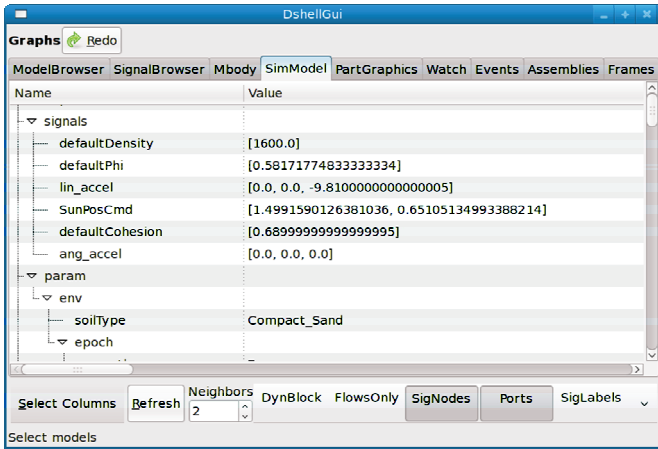 DshellGui
Graphs Redo
ModelBrowser SignalBrowser Mbody SimModel PartGraphics Watch Events Assemblies Frames
Name Value
signals
defaultDensity [1600.0]
defaultPhi [0.58171774833333334]
lin_accel [0.0, 0.0, -9.8100000000000005]
SunPosCmd [1.4991590126381036, 0.65105134993388214]
defaultCohesion [0.68999999999999995]
ang_accel [0.0, 0.0, 0.0]
param
env
soilType Compact_Sand
epoch
Select Columns Refresh Neighbors 2 DynBlock FlowsOnly SigNodes Ports SigLabels
Select models